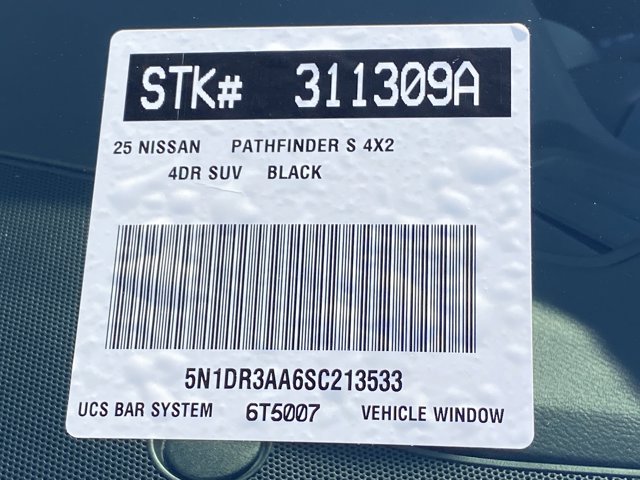 STK# 311309A
25 NISSAN PATHFINDER S 4X2
4DR SUV BLACK
5N1DR3AA6SC213533
UCS BAR SYSTEM 6T5007 VEHICLE WINDOW